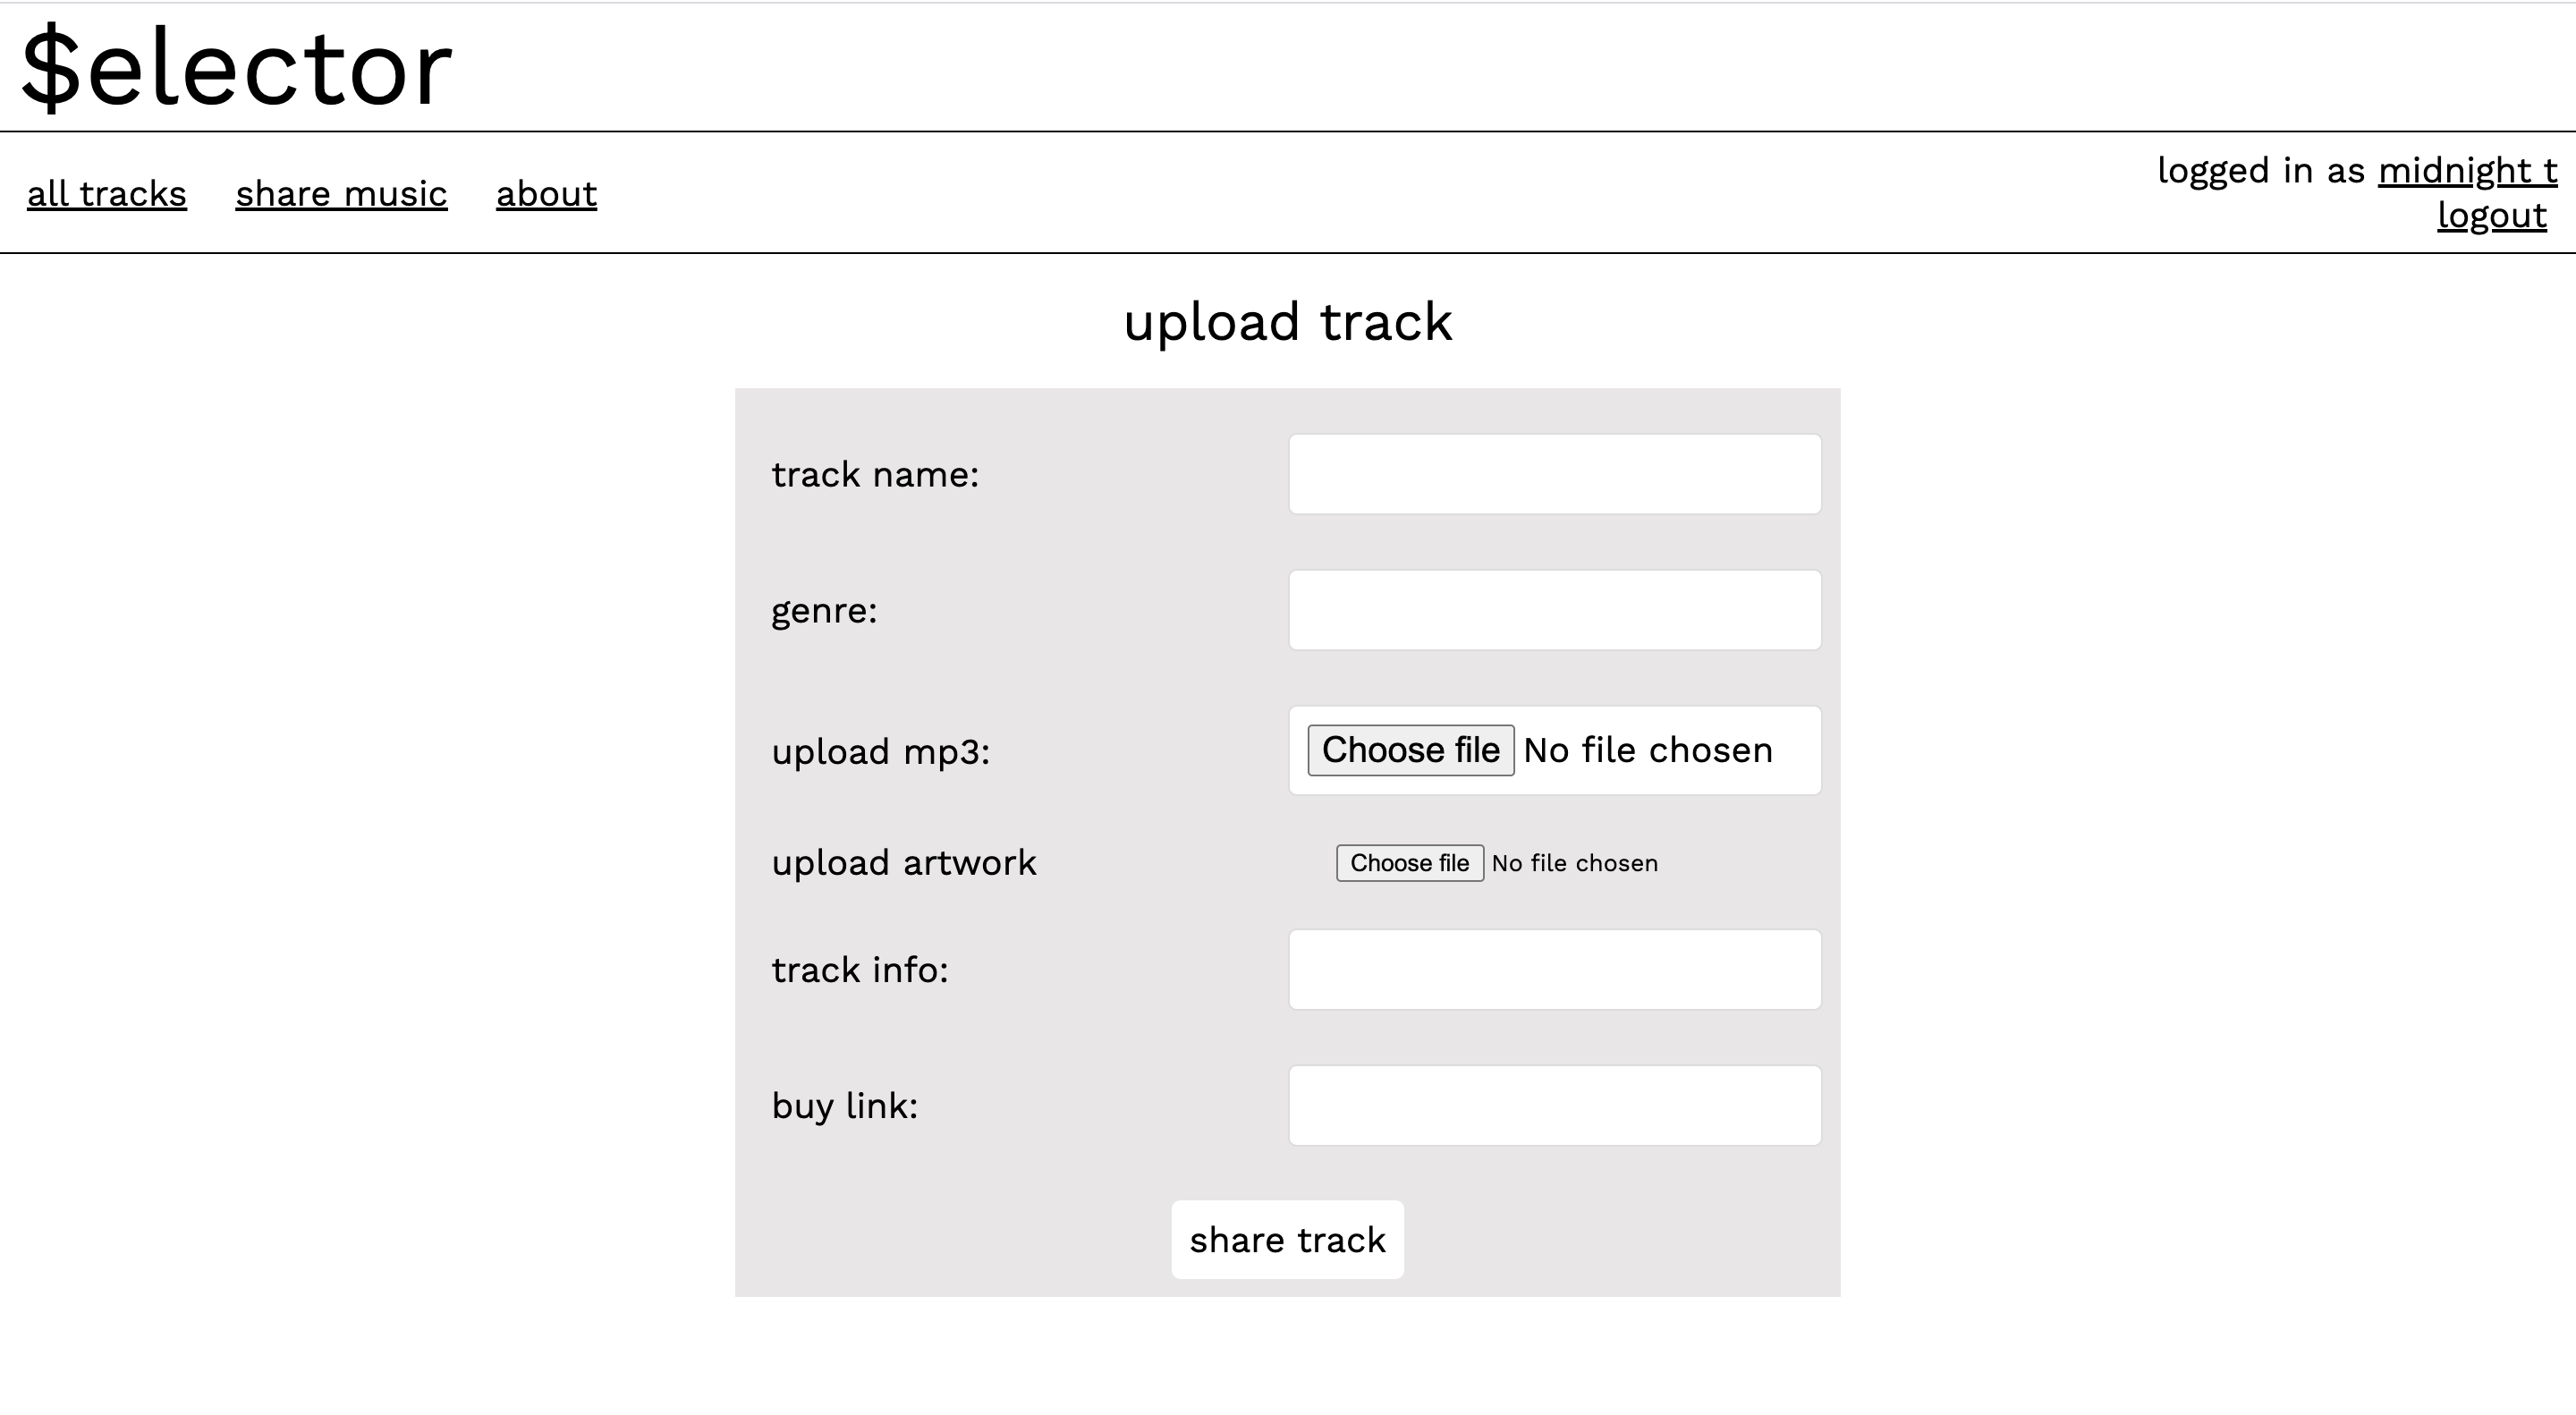 $elector
all tracks share music about
logged in as midnight t
logout
upload track
track name:
genre:
upload mp3: Choose file No file chosen
upload artwork Choose file No file chosen
track info:
buy link:
share track